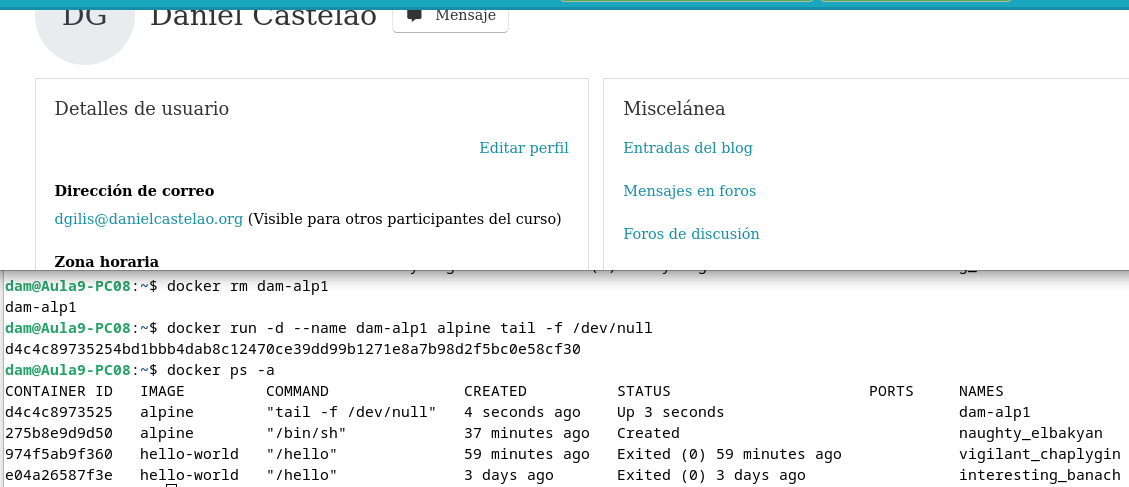 DG
Daniel Castelao
Mensaje
Detalles de usuario
Editar perfil
Dirección de correo
dgilis@danielcastelao.org (Visible para otros participantes del curso)
Zona horaria
Miscelánea
Entradas del blog
Mensajes en foros
Foros de discusión
dam@Aula9-PC08:~$ docker rm dam-alp1
dam-alp1
dam@Aula9-PC08:~$ docker run -d --name dam-alp1 alpine tail -f /dev/null
d4c4c89735254bd1bbb4dab8c12470ce39dd99b1271e8a7b98d2f5bc0e58cf30
dam@Aula9-PC08:~$ docker ps -a
CONTAINER ID   IMAGE         COMMAND               CREATED          STATUS                      PORTS     NAMES
d4c4c8973525   alpine        "tail -f /dev/null"   4 seconds ago    Up 3 seconds                          dam-alp1
275b8e9d9d50   alpine        "/bin/sh"             37 minutes ago   Created                               naughty_elbakyan
974f5ab9f360   hello-world   "/hello"              59 minutes ago   Exited (0) 59 minutes ago             vigilant_chaplygin
e04a26587f3e   hello-world   "/hello"              3 days ago       Exited (0) 3 days ago                 interesting_banach